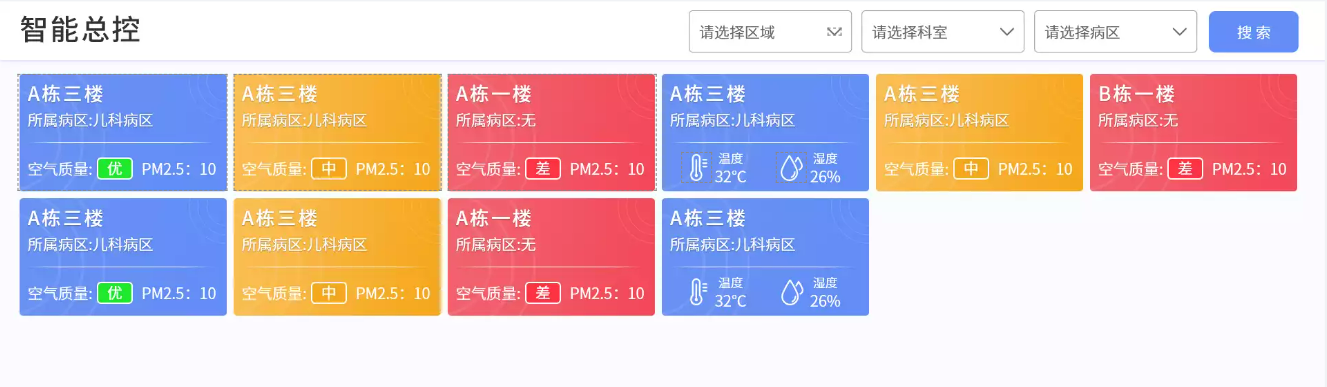 智能总控
请选择区域 请选择科室 请选择病区 搜 索
A栋三楼
所属病区:儿科病区
空气质量: 优 PM2.5：10
A栋三楼
所属病区:儿科病区
空气质量: 中 PM2.5：10
A栋一楼
所属病区:无
空气质量: 差 PM2.5：10
A栋三楼
所属病区:儿科病区
温度 湿度
32℃ 26%
A栋三楼
所属病区:儿科病区
空气质量: 中 PM2.5：10
B栋一楼
所属病区:无
空气质量: 差 PM2.5：10
A栋三楼
所属病区:儿科病区
空气质量: 优 PM2.5：10
A栋三楼
所属病区:儿科病区
空气质量: 中 PM2.5：10
A栋一楼
所属病区:无
空气质量: 差 PM2.5：10
A栋三楼
所属病区:儿科病区
温度 湿度
32℃ 26%